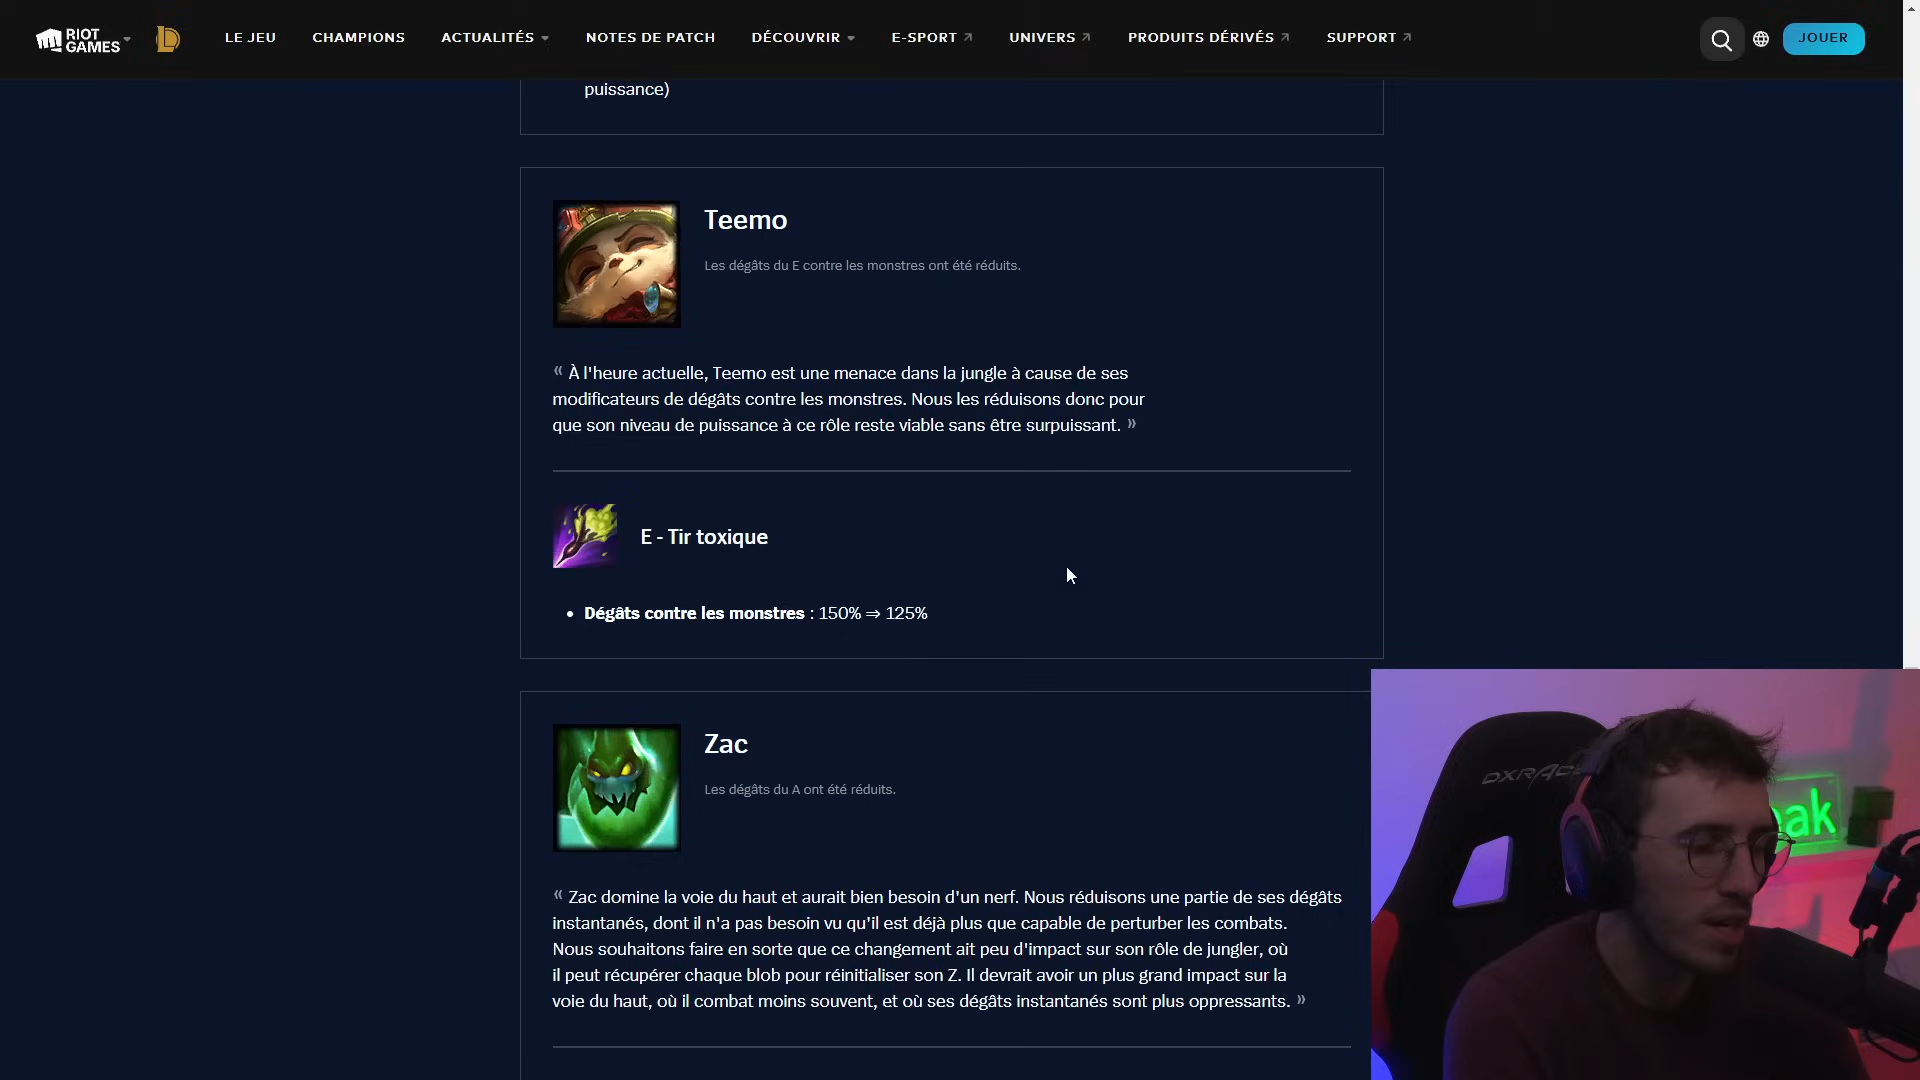 RIOT GAMES LE JEU CHAMPIONS ACTUALITÉS NOTES DE PATCH DÉCOUVRIR E-SPORT UNIVERS PRODUITS DÉRIVÉS SUPPORT JOUER
puissance)
Teemo
Les dégâts du E contre les monstres ont été réduits.
« À l'heure actuelle, Teemo est une menace dans la jungle à cause de ses
modificateurs de dégâts contre les monstres. Nous les réduisons donc pour
que son niveau de puissance à ce rôle reste viable sans être surpuissant. »
E - Tir toxique
• Dégâts contre les monstres : 150% ⇒ 125%
Zac
Les dégâts du A ont été réduits.
« Zac domine la voie du haut et aurait bien besoin d'un nerf. Nous réduisons une partie de ses dégâts
instantanés, dont il n'a pas besoin vu qu'il est déjà plus que capable de perturber les combats.
Nous souhaitons faire en sorte que ce changement ait peu d'impact sur son rôle de jungler, où
il peut récupérer chaque blob pour réinitialiser son Z. Il devrait avoir un plus grand impact sur la
voie du haut, où il combat moins souvent, et où ses dégâts instantanés sont plus oppressants. »